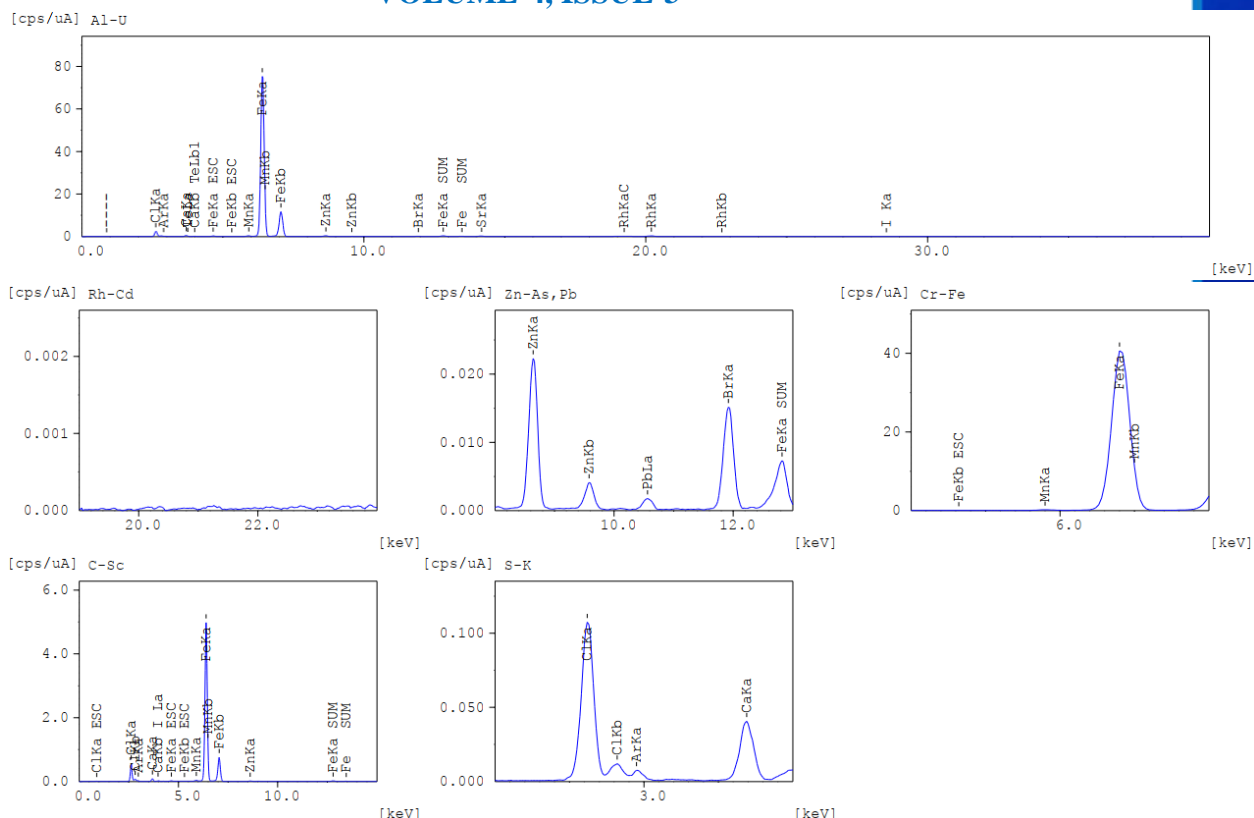 VOLUME-4, ISSUE-3
[cps/uA] Al-U
80
60
40
20
0
ClKa
ArKa
CaKb TeLb1
FeKa ESC
FeKb ESC
MnKa
FeKa
MnKb
FeKb
ZnKa
ZnKb
BrKa
FeKa SUM
Fe SUM
SrKa
RhKaC
RhKa
RhKb
I Ka
0.0 10.0 20.0 30.0
[keV]
[cps/uA] Rh-Cd
0.002
0.001
0.000
20.0 22.0
[keV]
[cps/uA] Zn-As,Pb
0.020
0.010
0.000
ZnKa
ZnKb
PbLa
BrKa
FeKa SUM
10.0 12.0
[keV]
[cps/uA] Cr-Fe
40
20
0
FeKb ESC
MnKa
FeKa
MnKb
6.0
[keV]
[cps/uA] C-Sc
6.0
4.0
2.0
0.0
ClKa ESC
ClKa
CaKa
CaKb I La
FeKa ESC
FeKb ESC
MnKa
FeKa
MnKb
FeKb
ZnKa
FeKa SUM
Fe SUM
0.0 5.0 10.0
[keV]
[cps/uA] S-K
0.100
0.050
0.000
ClKa
ClKb
ArKa
CaKa
3.0
[keV]